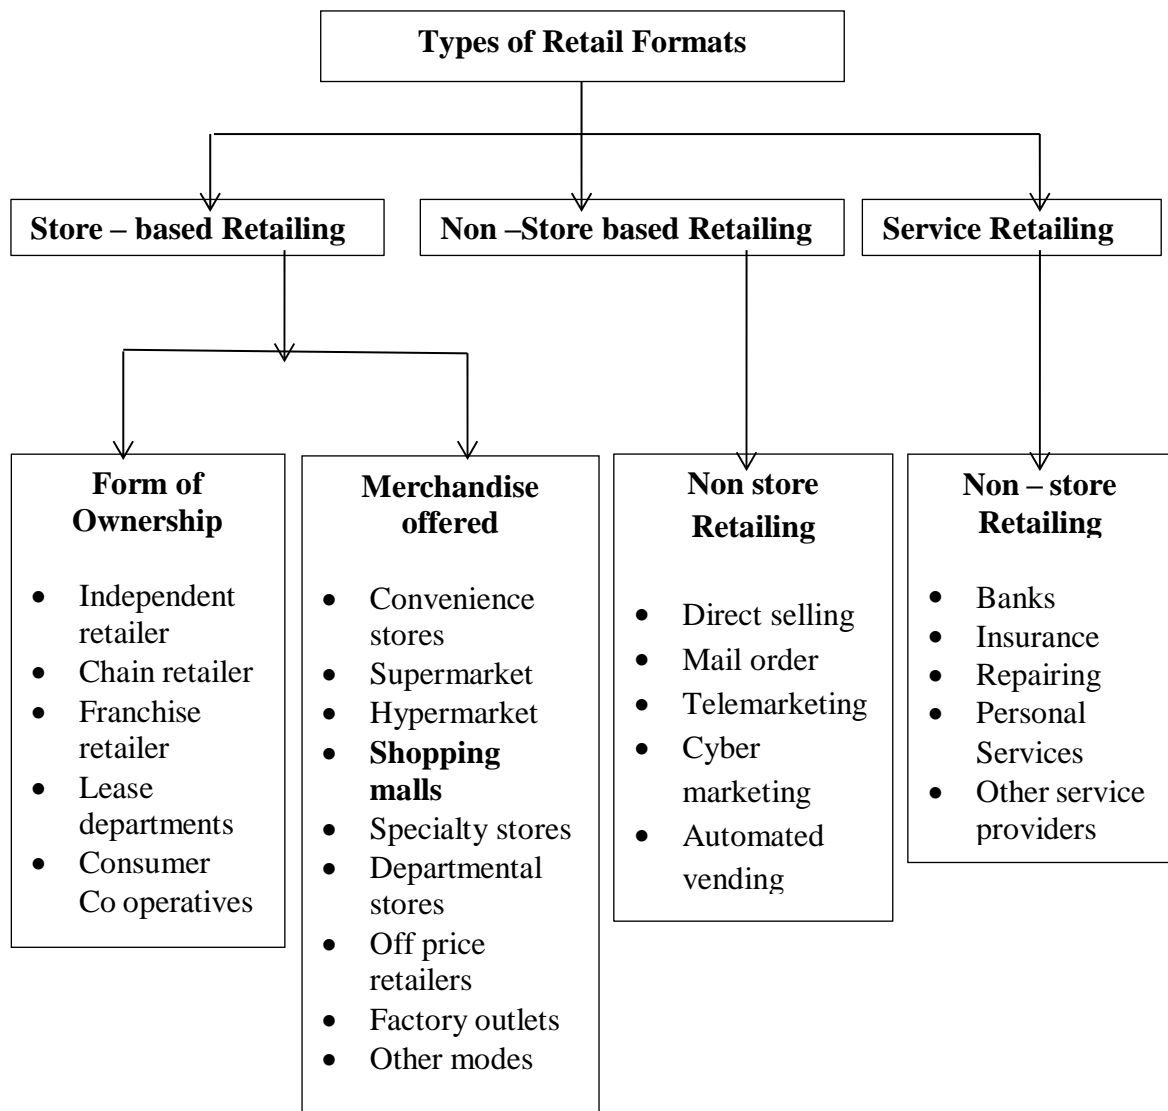 Types of Retail Formats
Store – based Retailing
Non –Store based Retailing
Service Retailing
Form of
Ownership
• Independent
retailer
• Chain retailer
• Franchise
retailer
• Lease
departments
• Consumer
Co operatives
Merchandise
offered
• Convenience
stores
• Supermarket
• Hypermarket
• Shopping
malls
• Specialty stores
• Departmental
stores
• Off price
retailers
• Factory outlets
• Other modes
Non store
Retailing
• Direct selling
• Mail order
• Telemarketing
• Cyber
marketing
• Automated
vending
Non – store
Retailing
• Banks
• Insurance
• Repairing
• Personal
Services
• Other service
providers